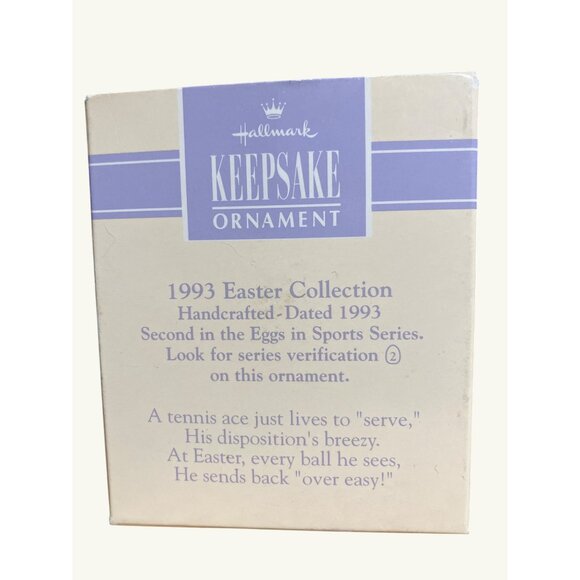 Hallmark
KEEPSAKE
ORNAMENT
1993 Easter Collection
Handcrafted-Dated 1993
Second in the Eggs in Sports Series.
Look for series verification 2
on this ornament.
A tennis ace just lives to "serve,"
His disposition's breezy.
At Easter, every ball he sees,
He sends back "over easy!"